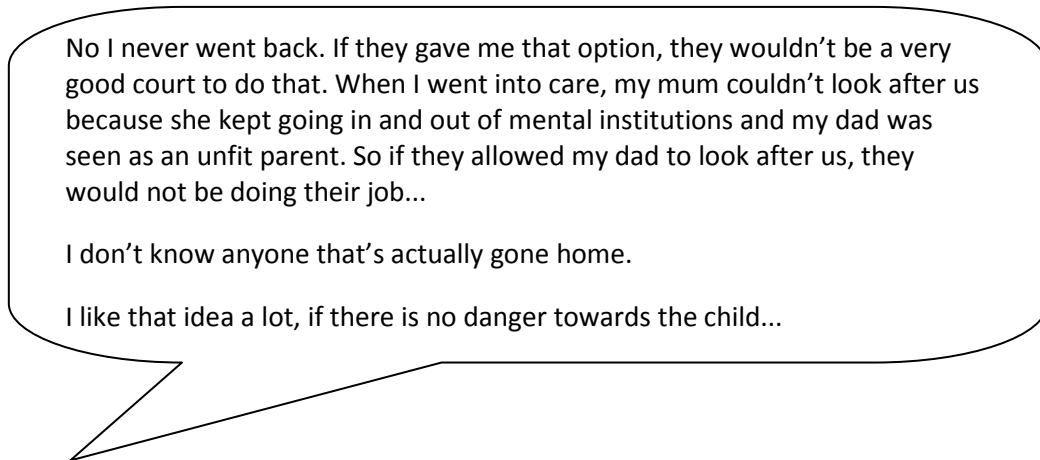 No I never went back. If they gave me that option, they wouldn’t be a very
good court to do that. When I went into care, my mum couldn’t look after us
because she kept going in and out of mental institutions and my dad was
seen as an unfit parent. So if they allowed my dad to look after us, they
would not be doing their job...
I don’t know anyone that’s actually gone home.
I like that idea a lot, if there is no danger towards the child...